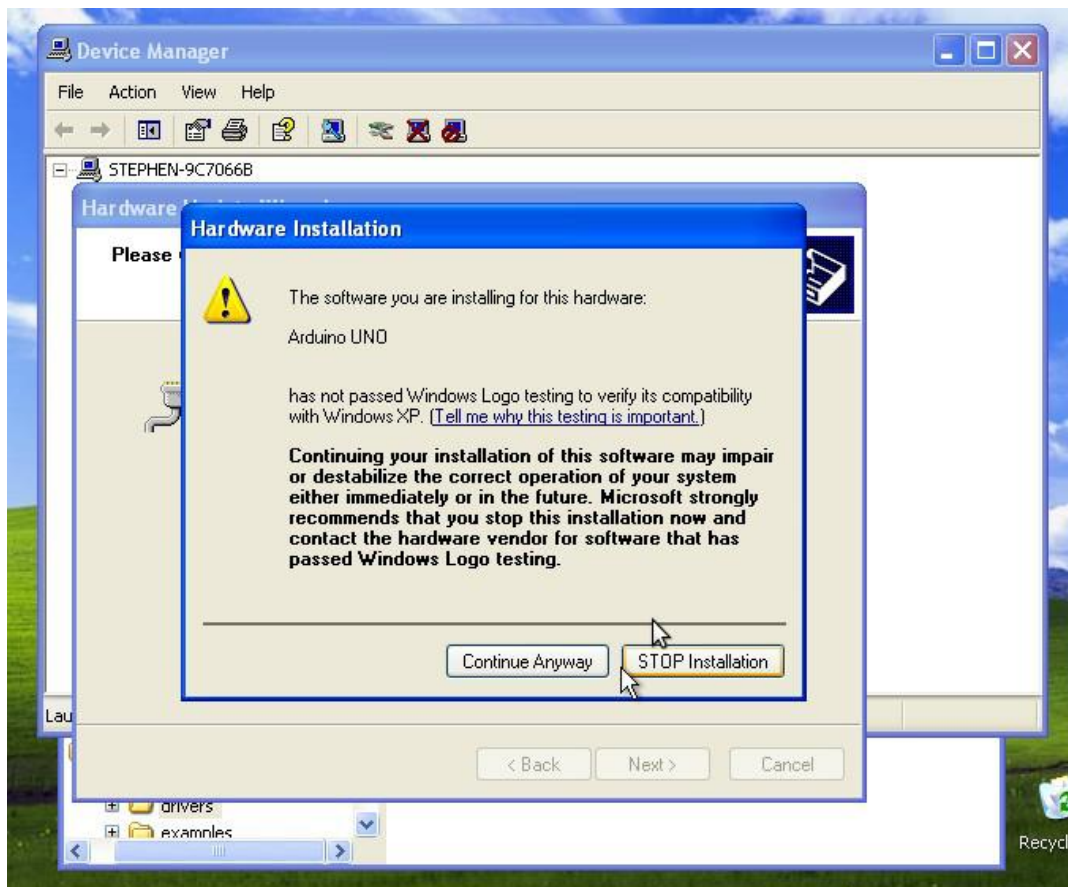 Device Manager
File Action View Help
STEPHEN-9C7066B
Hardware
Please
Hardware Installation
The software you are installing for this hardware:
Arduino UNO
has not passed Windows Logo testing to verify its compatibility
with Windows XP. (Tell me why this testing is important.)
Continuing your installation of this software may impair
or destabilize the correct operation of your system
either immediately or in the future. Microsoft strongly
recommends that you stop this installation now and
contact the hardware vendor for software that has
passed Windows Logo testing.
Continue Anyway STOP Installation
Lau
< Back Next > Cancel
drivers
examples
Recycl